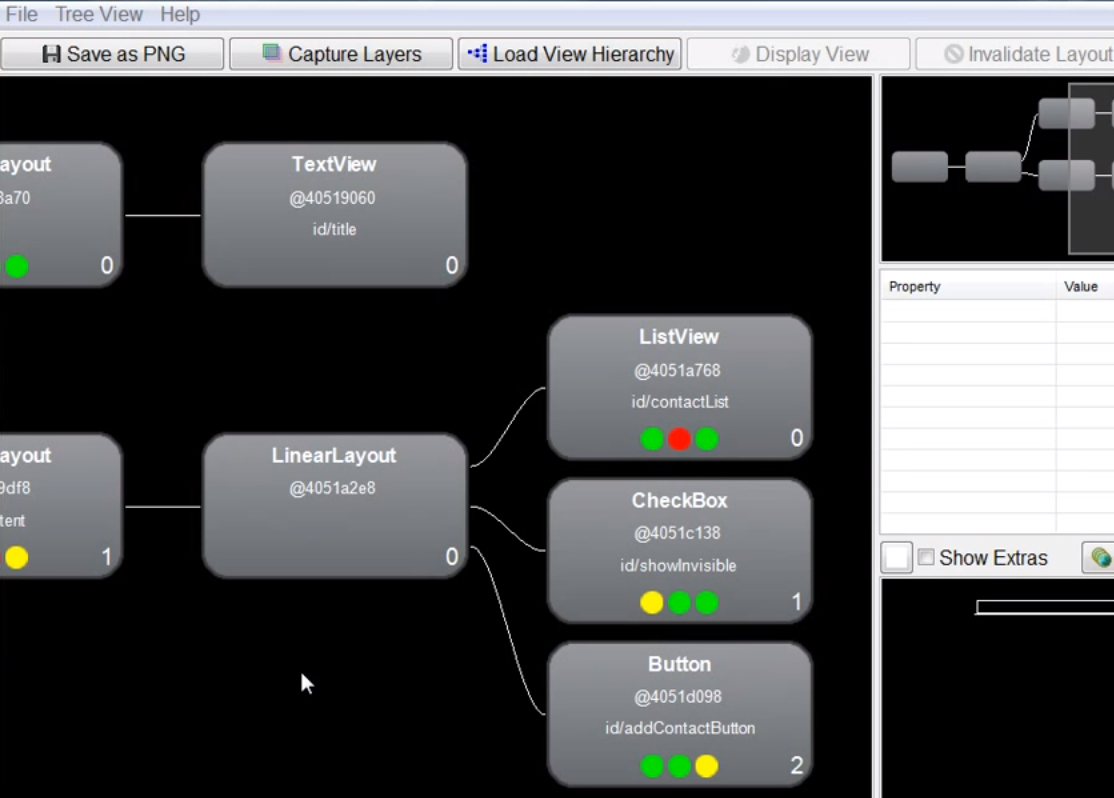 File Tree View Help
Save as PNG Capture Layers Load View Hierarchy Display View Invalidate Layout
ayout
3a70
0
TextView
@40519060
id/title
0
ListView
@4051a768
id/contactList
0
ayout
9df8
tent
1
LinearLayout
@4051a2e8
0
CheckBox
@4051c138
id/showInvisible
1
Button
@4051d098
id/addContactButton
2
Property Value
Show Extras